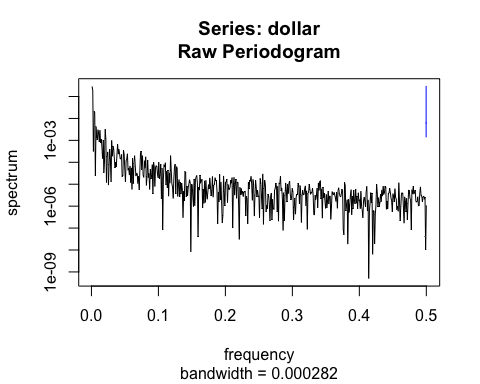 Series: dollar
Raw Periodogram
spectrum
1e-03
1e-06
1e-09
0.0 0.1 0.2 0.3 0.4 0.5
frequency
bandwidth = 0.000282